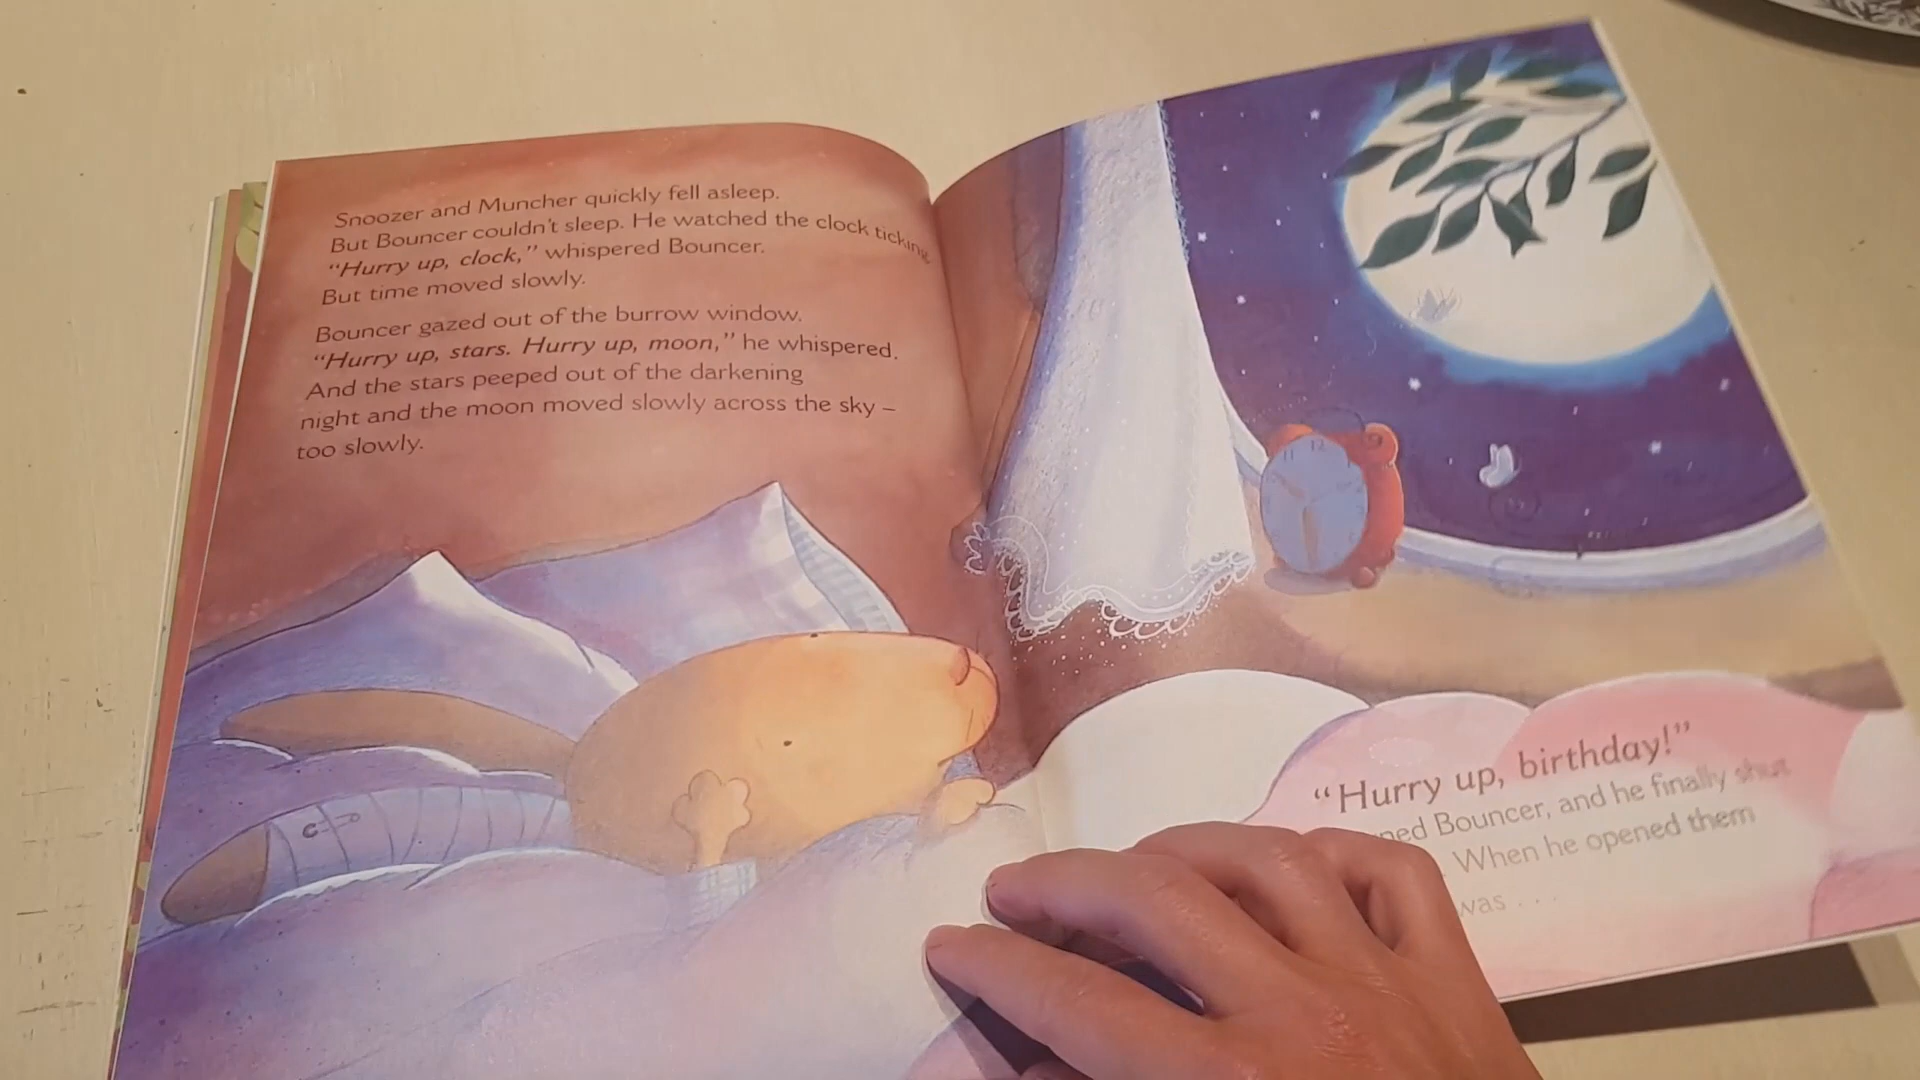 Snoozer and Muncher quickly fell asleep.
But Bouncer couldn't sleep. He watched the clock ticking.
“Hurry up, clock,” whispered Bouncer.
But time moved slowly.
Bouncer gazed out of the burrow window.
“Hurry up, stars. Hurry up, moon,” he whispered.
And the stars peeped out of the darkening
night and the moon moved slowly across the sky –
too slowly.
11 12
“Hurry up, birthday!”
Bouncer, and he finally shut
. When he opened them
was . . .